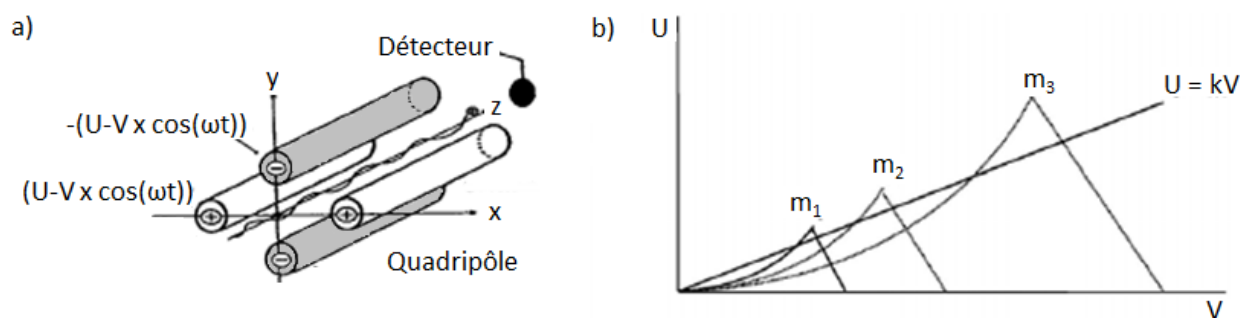 a)
Détecteur
y
z
-(U-V x cos(ωt))
(U-V x cos(ωt))
x
Quadripôle
b)
U
m₃
U = kV
m₂
m₁
V